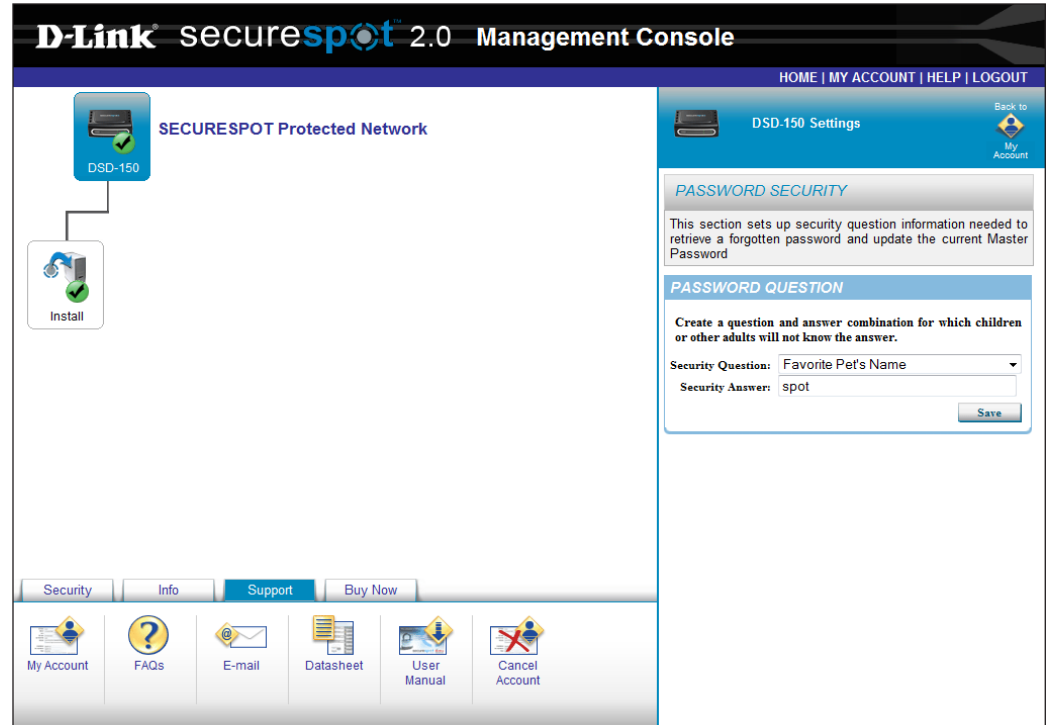 D-Link® securespot™ 2.0 Management Console
HOME | MY ACCOUNT | HELP | LOGOUT
DSD-150
SECURESPOT Protected Network
Install
DSD-150 Settings
Back to
My
Account
PASSWORD SECURITY
This section sets up security question information needed to
retrieve a forgotten password and update the current Master
Password
PASSWORD QUESTION
Create a question and answer combination for which children
or other adults will not know the answer.
Security Question: Favorite Pet's Name
Security Answer: spot
Save
Security Info Support Buy Now
My Account
FAQs
E-mail
Datasheet
User
Manual
Cancel
Account